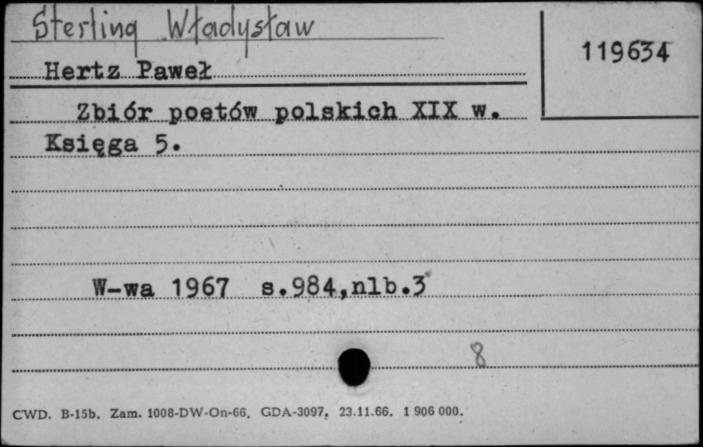 Sterling Władysław
119634
Hertz Paweł
Zbiór poetów polskich XIX w.
Księga 5.
W-wa 1967 s.984,nlb.3
8
CWD. B-15b. Zam. 1008-DW-On-66. GDA-3097. 23.11.66. 1 906 000.